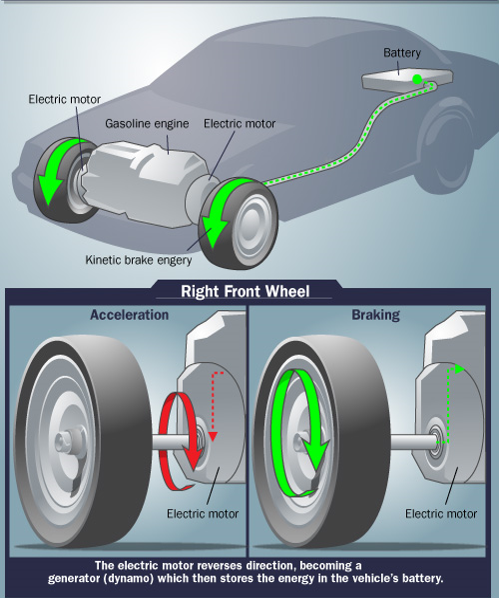 Battery
Electric motor
Gasoline engine
Electric motor
Kinetic brake engery
Right Front Wheel
Acceleration
Braking
Electric motor
Electric motor
The electric motor reverses direction, becoming a
generator (dynamo) which then stores the energy in the vehicle's battery.